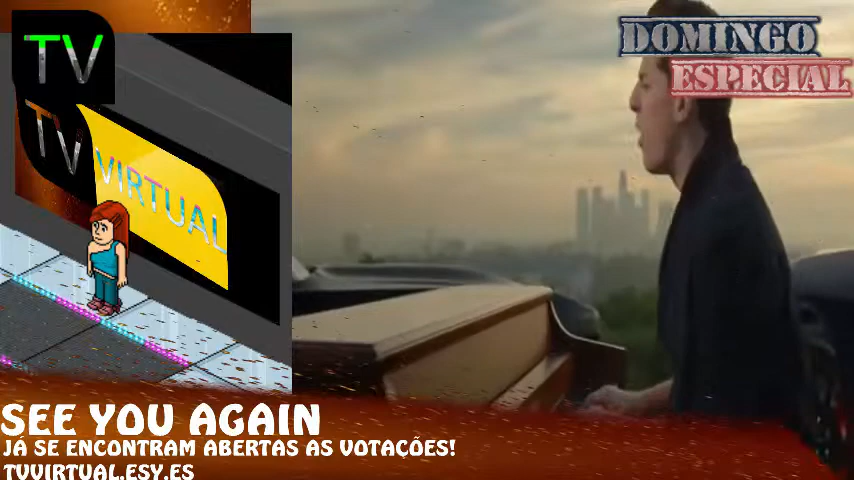 TV
DOMINGO
ESPECIAL
TV
VIRTUAL
SEE YOU AGAIN
JÁ SE ENCONTRAM ABERTAS AS VOTAÇÕES!
TVVIRTUAL.ESY.ES